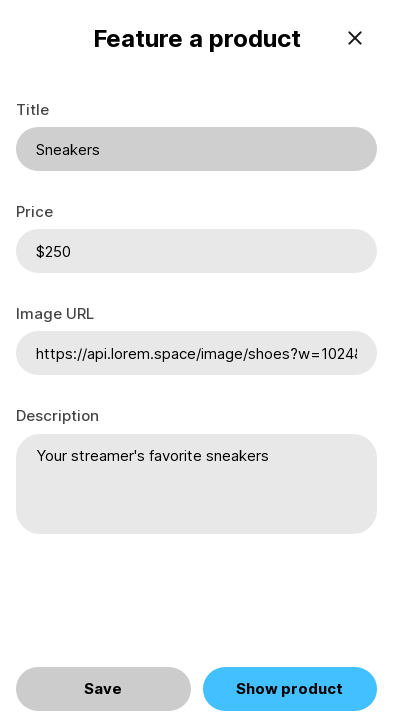 Feature a product
Title
Sneakers
Price
$250
Image URL
https://api.lorem.space/image/shoes?w=1024&
Description
Your streamer's favorite sneakers
Save
Show product